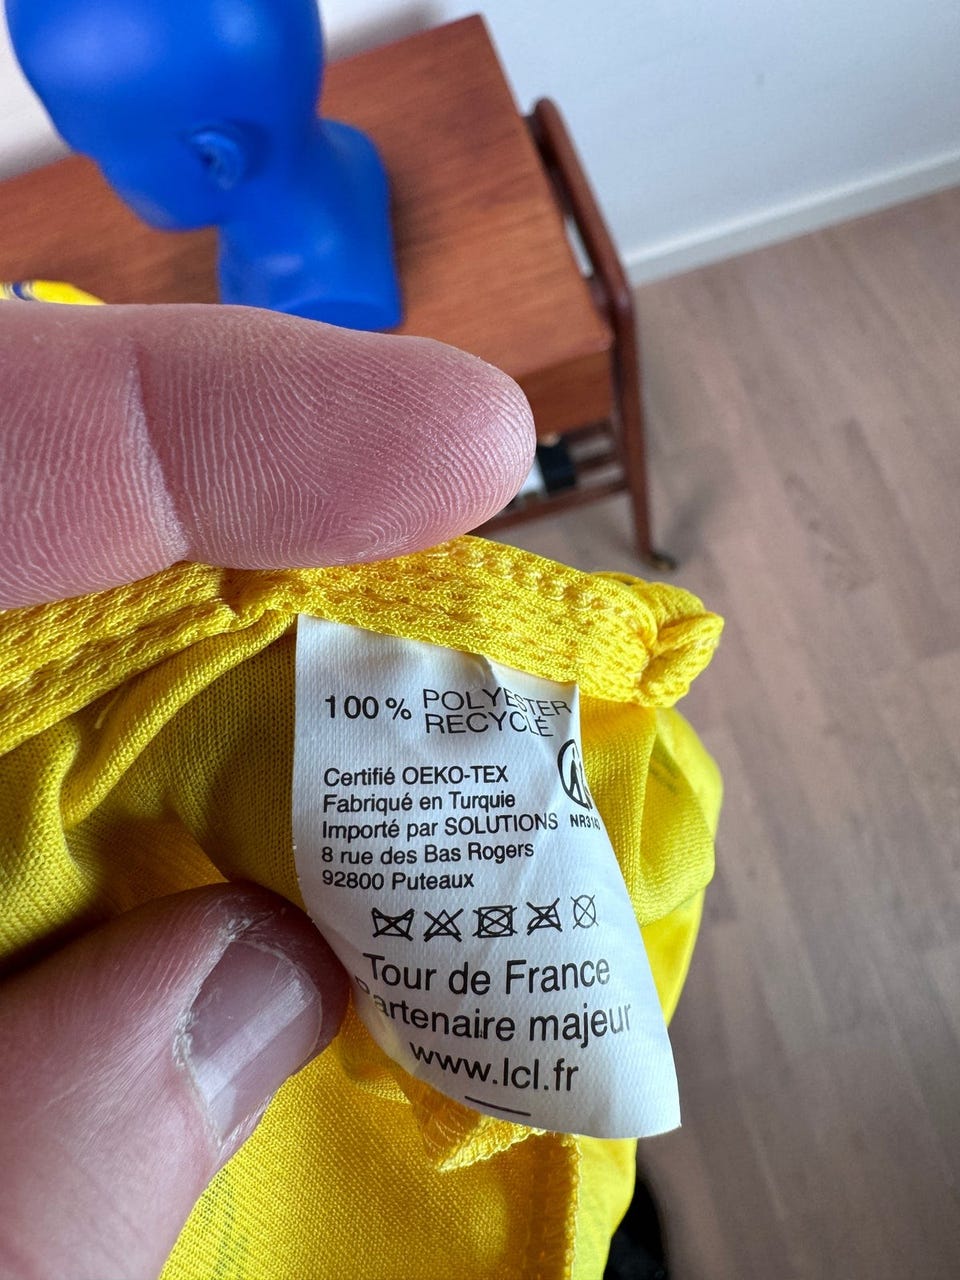 100 % POLYESTER
RECYCLÉ
Certifié OEKO-TEX
Fabriqué en Turquie
Importé par SOLUTIONS
8 rue des Bas Rogers
92800 Puteaux
Tour de France
Partenaire majeur
www.lcl.fr